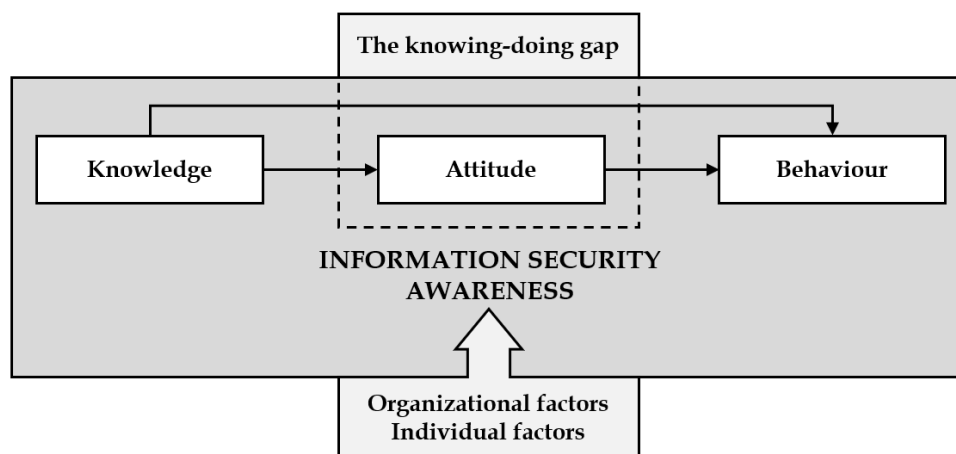 The knowing-doing gap
Knowledge
Attitude
Behaviour
INFORMATION SECURITY
AWARENESS
Organizational factors
Individual factors